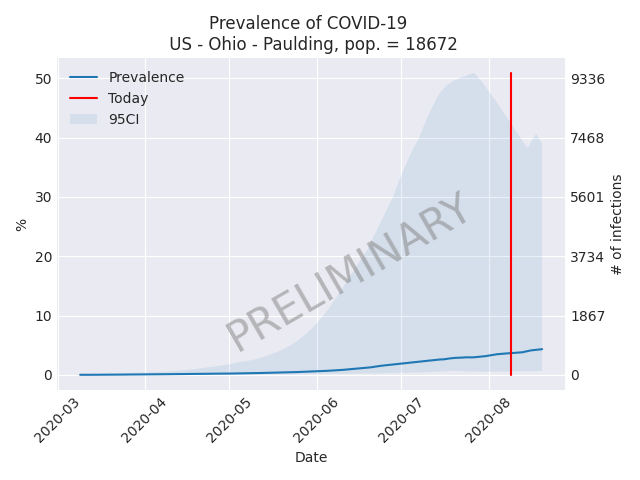 Prevalence of COVID-19
US - Ohio - Paulding, pop. = 18672
Prevalence
Today
95CI
50
40
30
20
10
0
%
9336
7468
5601
3734
1867
0
# of infections
PRELIMINARY
2020-03
2020-04
2020-05
2020-06
2020-07
2020-08
Date